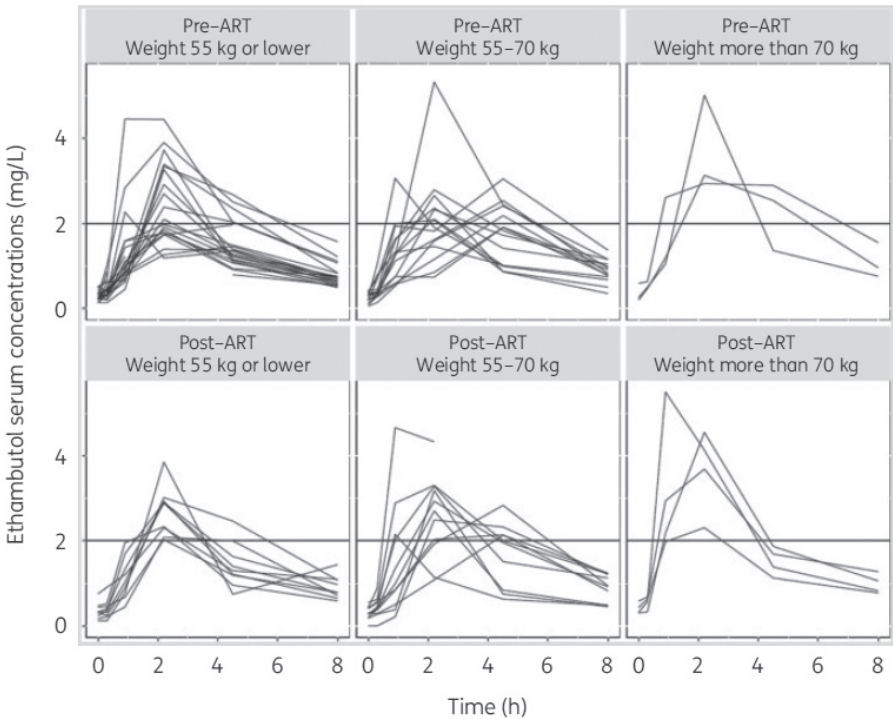 Pre–ART
Weight 55 kg or lower
Pre–ART
Weight 55–70 kg
Pre–ART
Weight more than 70 kg
4
2
0
Post–ART
Weight 55 kg or lower
Post–ART
Weight 55–70 kg
Post–ART
Weight more than 70 kg
4
2
0
Ethambutol serum concentrations (mg/L)
0 2 4 6 8 0 2 4 6 8 0 2 4 6 8
Time (h)